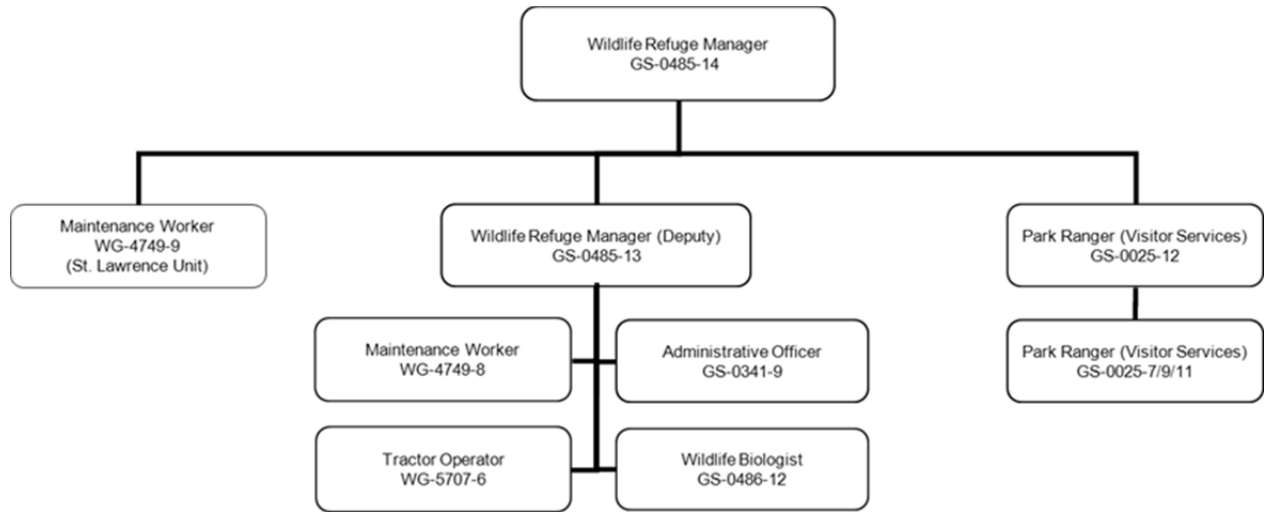 Wildlife Refuge Manager
GS-0485-14
Maintenance Worker
WG-4749-9
(St. Lawrence Unit)
Wildlife Refuge Manager (Deputy)
GS-0485-13
Park Ranger (Visitor Services)
GS-0025-12
Maintenance Worker
WG-4749-8
Administrative Officer
GS-0341-9
Park Ranger (Visitor Services)
GS-0025-7/9/11
Tractor Operator
WG-5707-6
Wildlife Biologist
GS-0486-12